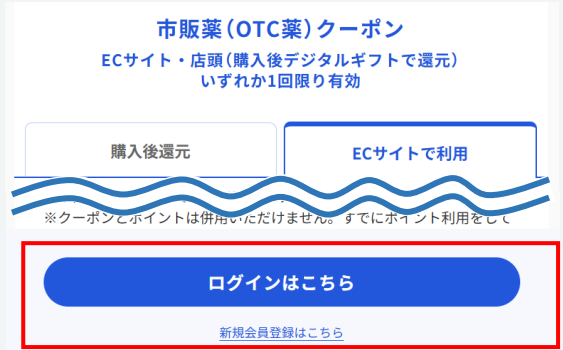 市販薬（OTC薬）クーポン
ECサイト・店頭（購入後デジタルギフトで還元）
いずれか1回限り有効
購入後還元
ECサイトで利用
※クーポンとポイントは併用いただけません。すでにポイント利用をして
ログインはこちら
新規会員登録はこちら